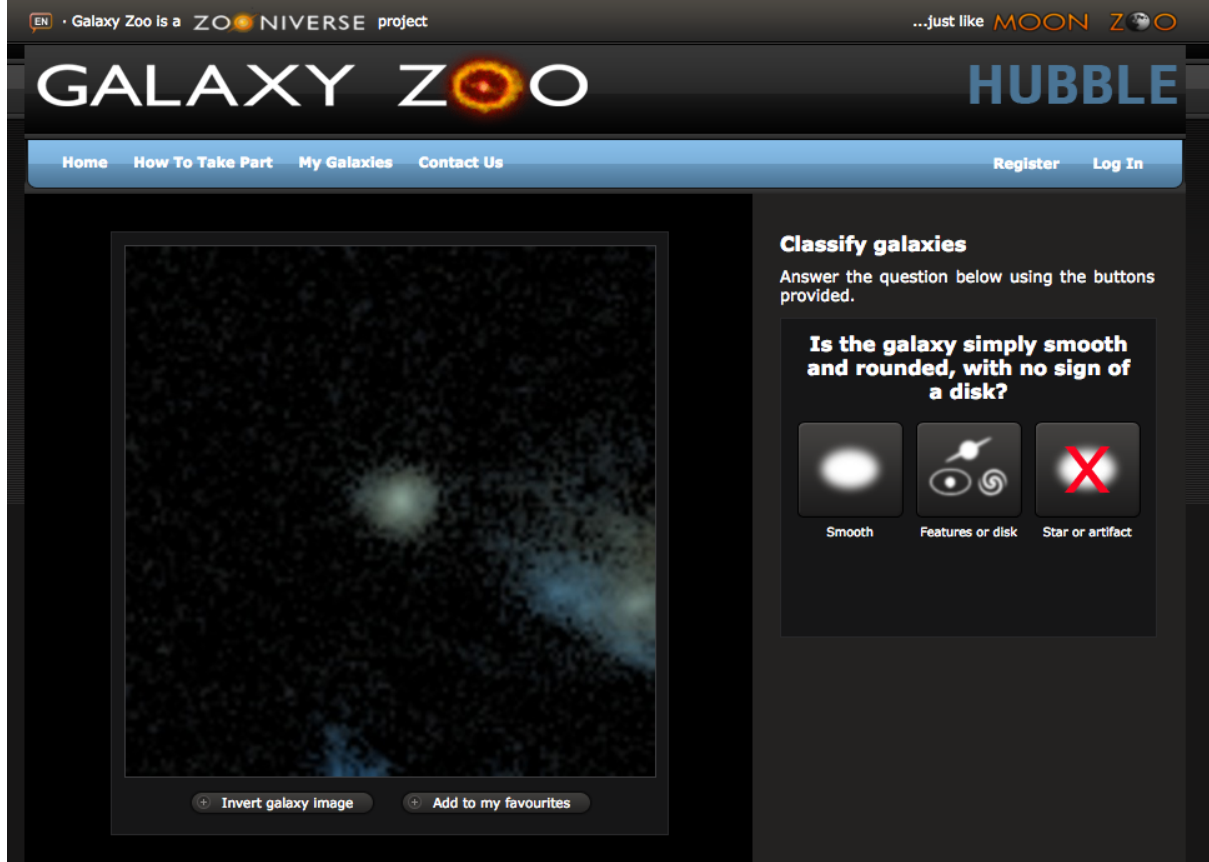 EN · Galaxy Zoo is a ZOONIVERSE project
...just like MOON ZOO
GALAXY ZOO
HUBBLE
Home How To Take Part My Galaxies Contact Us Register Log In
Classify galaxies
Answer the question below using the buttons
provided.
Is the galaxy simply smooth
and rounded, with no sign of
a disk?
X
Smooth Features or disk Star or artifact
Invert galaxy image Add to my favourites